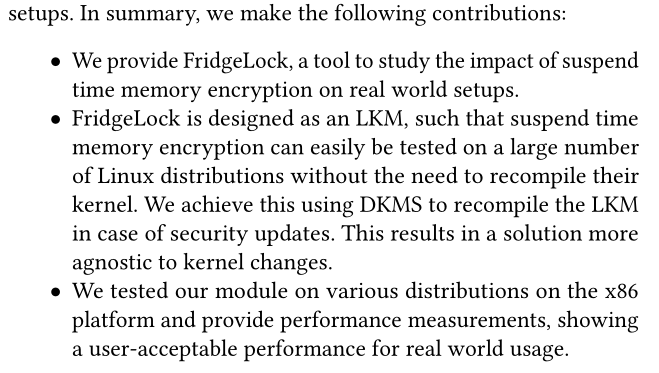 setups. In summary, we make the following contributions:
• We provide FridgeLock, a tool to study the impact of suspend
time memory encryption on real world setups.
• FridgeLock is designed as an LKM, such that suspend time
memory encryption can easily be tested on a large number
of Linux distributions without the need to recompile their
kernel. We achieve this using DKMS to recompile the LKM
in case of security updates. This results in a solution more
agnostic to kernel changes.
• We tested our module on various distributions on the x86
platform and provide performance measurements, showing
a user-acceptable performance for real world usage.